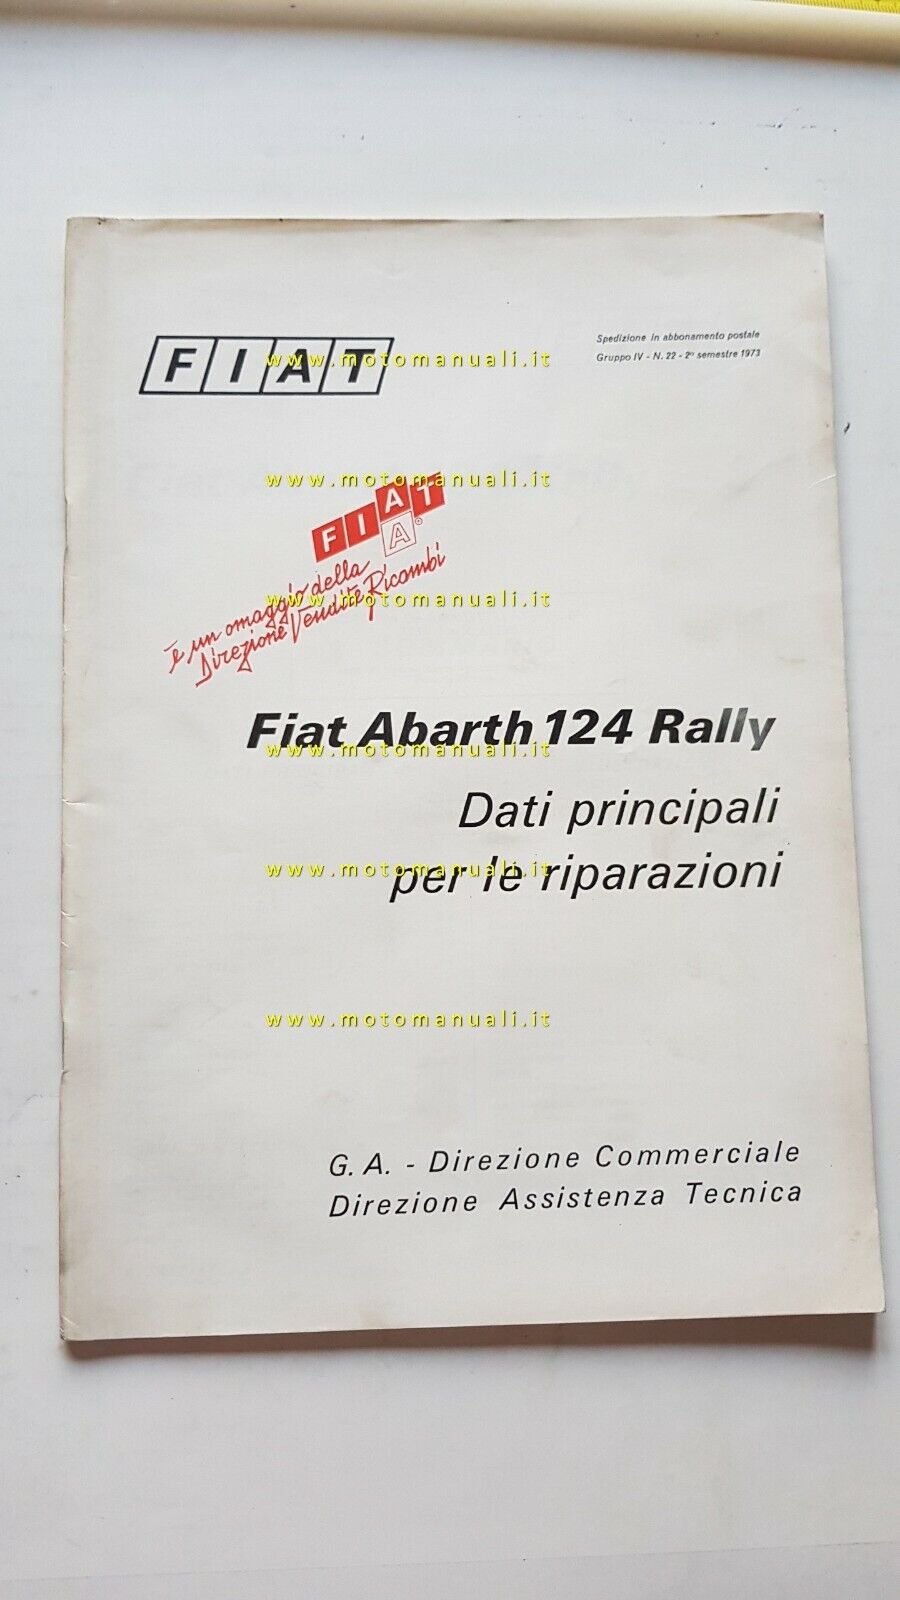 FIAT
Spedizione in abbonamento postale
Gruppo IV - N. 22 - 2º semestre 1973
www.motomanuali.it
www.motomanuali.it
FIAT
A®
è un omaggio della
Direzione Vendite Ricambi
www.motomanuali.it
Fiat Abarth 124 Rally
www.motomanuali.it
Dati principali
per le riparazioni
www.motomanuali.it
www.motomanuali.it
G. A. - Direzione Commerciale
Direzione Assistenza Tecnica